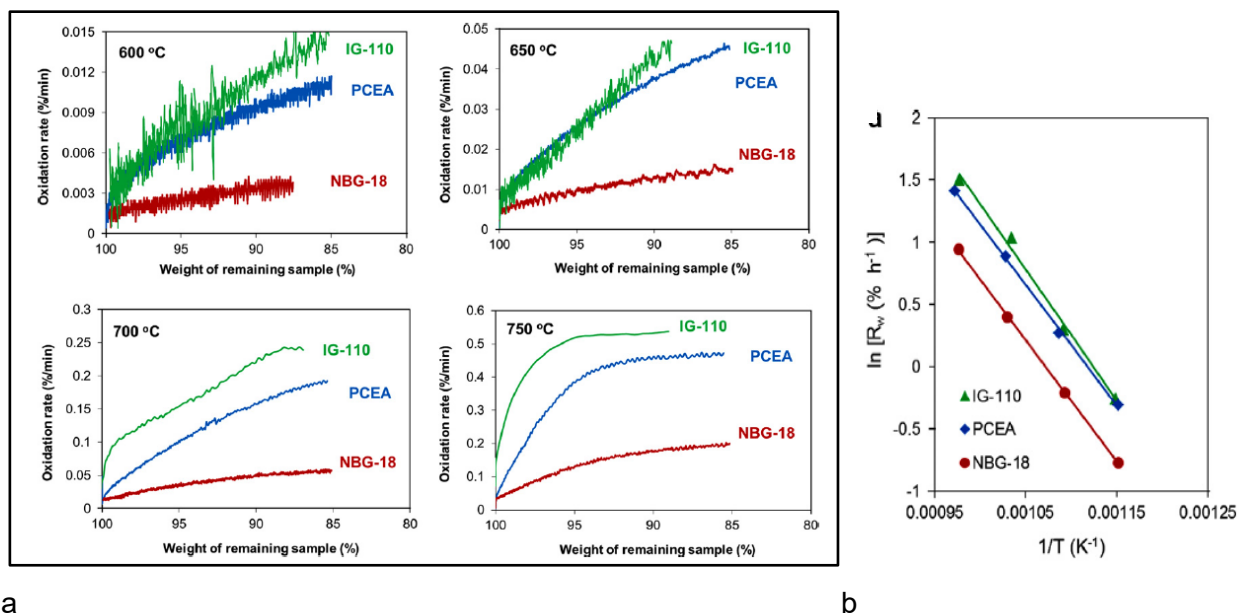 600 °C
IG-110
PCEA
NBG-18
Oxidation rate (%/min)
0.015
0.012
0.009
0.006
0.003
0
100
95
90
85
80
Weight of remaining sample (%)
650 °C
IG-110
PCEA
NBG-18
Oxidation rate (%/min)
0.05
0.04
0.03
0.02
0.01
0
100
95
90
85
80
Weight of remaining sample (%)
700 °C
IG-110
PCEA
NBG-18
Oxidation rate (%/min)
0.3
0.25
0.2
0.15
0.1
0.05
0
100
95
90
85
80
Weight of remaining sample (%)
750 °C
IG-110
PCEA
NBG-18
Oxidation rate (%/min)
0.6
0.5
0.4
0.3
0.2
0.1
0
100
95
90
85
80
Weight of remaining sample (%)
a
ln [Rw (% h-1 )]
2
1.5
1
0.5
0
-0.5
-1
IG-110
PCEA
NBG-18
0.00095
0.00105
0.00115
0.00125
1/T (K-1)
b